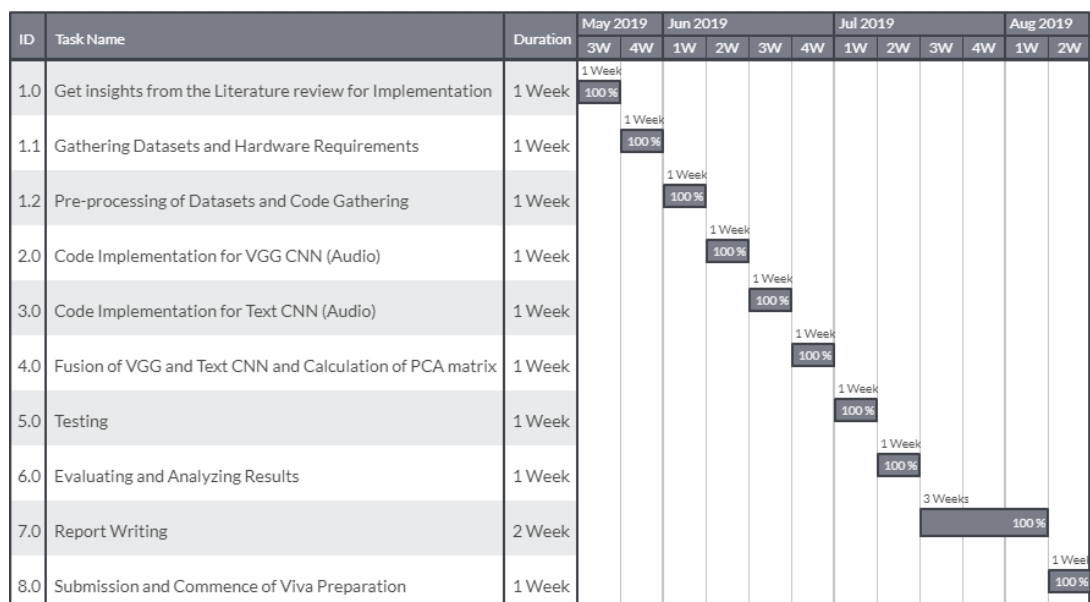 ID Task Name Duration May 2019 Jun 2019 Jul 2019 Aug 2019
3W 4W 1W 2W 3W 4W 1W 2W 3W 4W 1W 2W
1 Week
1.0 Get insights from the Literature review for Implementation 1 Week 100 %
1 Week
1.1 Gathering Datasets and Hardware Requirements 1 Week 100 %
1 Week
1.2 Pre-processing of Datasets and Code Gathering 1 Week 100 %
1 Week
2.0 Code Implementation for VGG CNN (Audio) 1 Week 100 %
1 Week
3.0 Code Implementation for Text CNN (Audio) 1 Week 100 %
1 Week
4.0 Fusion of VGG and Text CNN and Calculation of PCA matrix 1 Week 100 %
1 Week
5.0 Testing 1 Week 100 %
1 Week
6.0 Evaluating and Analyzing Results 1 Week 100 %
3 Weeks
7.0 Report Writing 2 Week 100 %
1 Week
8.0 Submission and Commence of Viva Preparation 1 Week 100 %